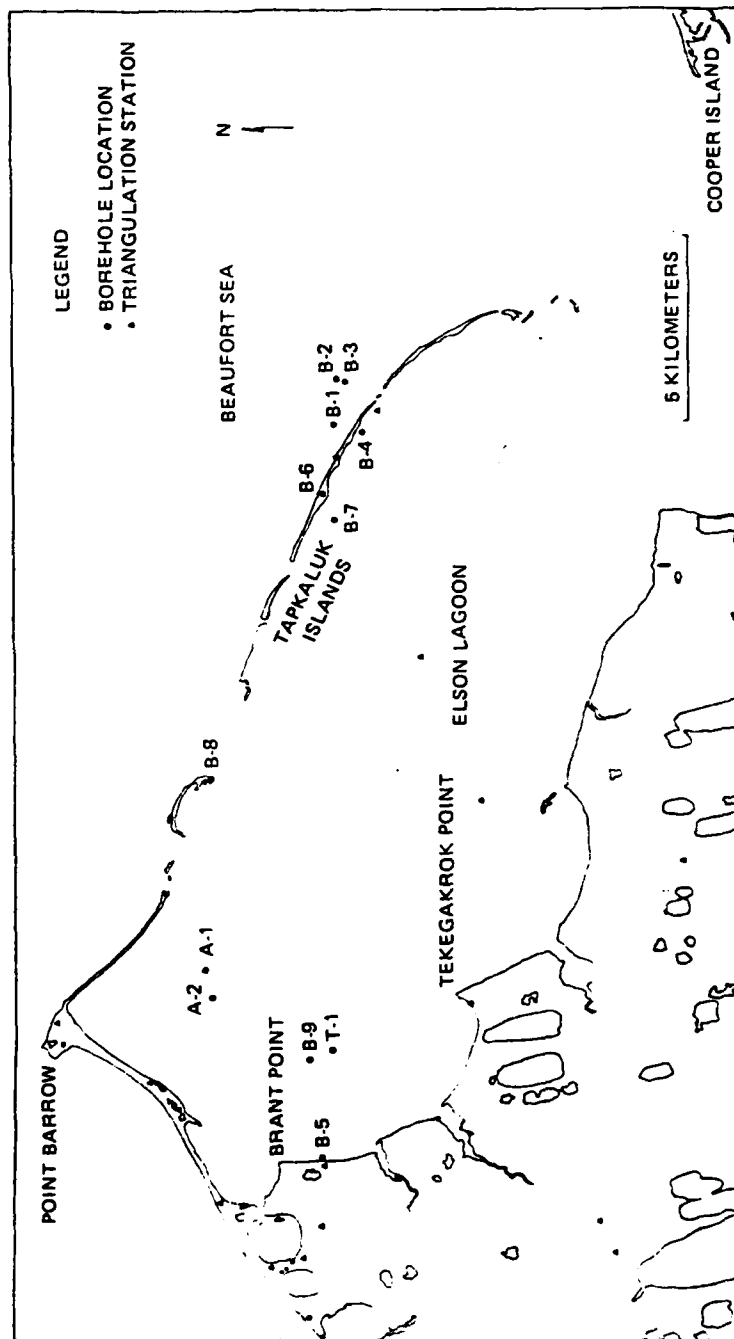 LEGEND
• BOREHOLE LOCATION
▴ TRIANGULATION STATION
N
POINT BARROW
BEAUFORT SEA
A-2
A-1
B-8
BRANT POINT
B-9
T-1
B-5
B-6
B-1
B-2
B-3
B-4
B-7
TAPKALUK
ISLANDS
ELSON LAGOON
TEKEGAKROK POINT
5 KILOMETERS
COOPER ISLAND